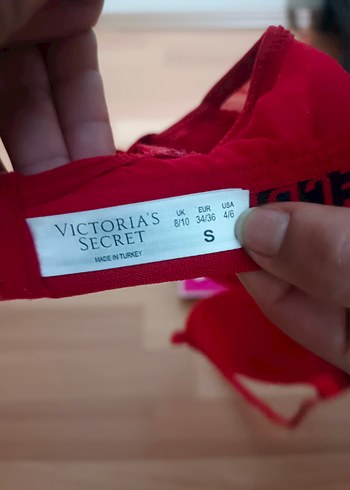 VICTORIA'S
SECRET
MADE IN TURKEY
UK EUR USA
8/10 34/36 4/6
S